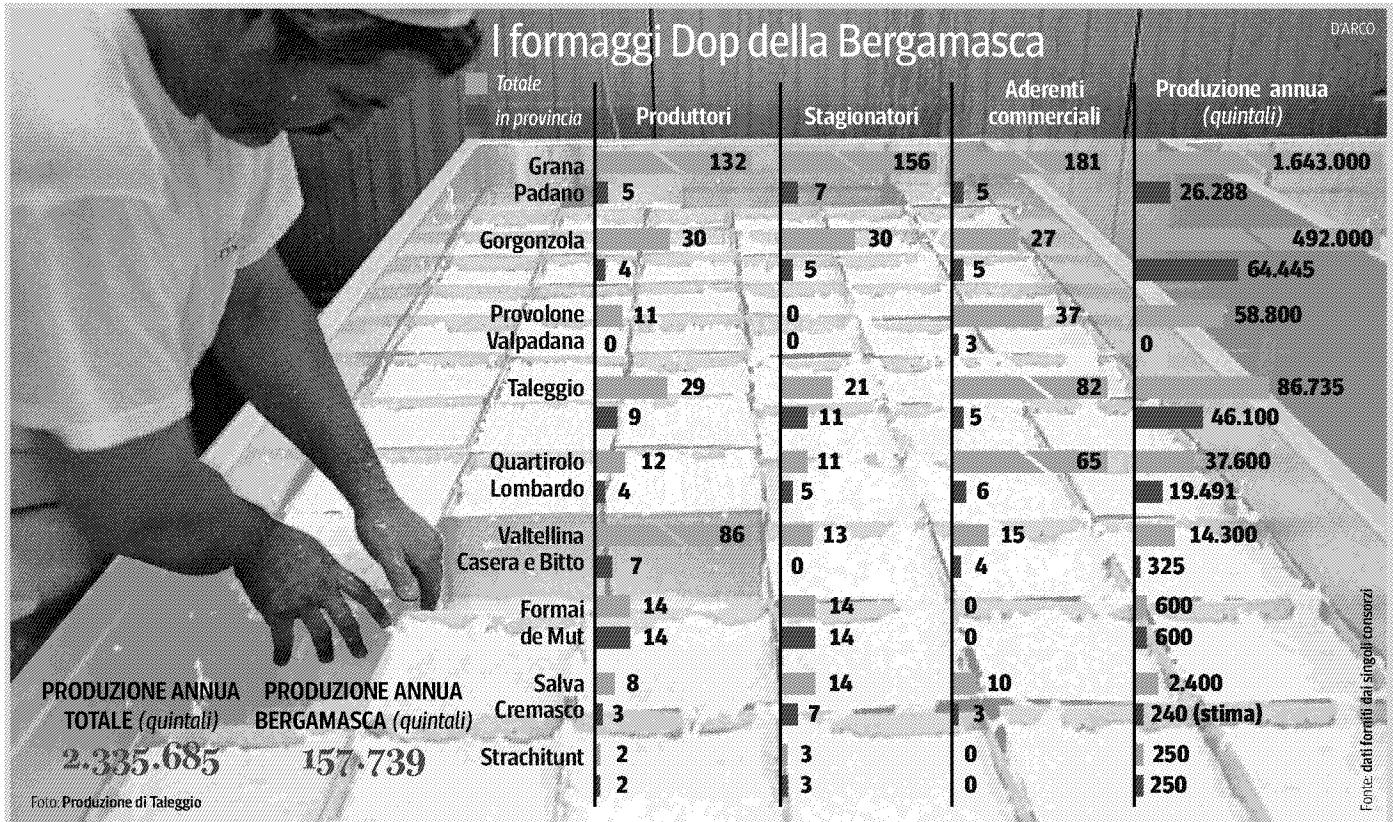 I formaggi Dop della Bergamasca
D'ARCO
Totale
in provincia
Produttori
Stagionatori
Aderenti
commerciali
Produzione annua
(quintali)
Grana
Padano
132 156 181 1.643.000
5 7 5 26.288
Gorgonzola
30 30 27 492.000
4 5 5 64.445
Provolone
Valpadana
11 0 37 58.800
0 0 3 0
Taleggio
29 21 82 86.735
9 11 5 46.100
Quartirolo
Lombardo
12 11 65 37.600
4 5 6 19.491
Valtellina
Casera e Bitto
86 13 15 14.300
7 0 4 325
Formai
de Mut
14 14 0 600
14 14 0 600
Salva
Cremasco
8 14 10 2.400
3 7 3 240 (stima)
Strachitunt
2 3 0 250
2 3 0 250
PRODUZIONE ANNUA
TOTALE (quintali)
2.335.685
PRODUZIONE ANNUA
BERGAMASCA (quintali)
157.739
Foto: Produzione di Taleggio
Fonte: dati forniti dai singoli consorzi